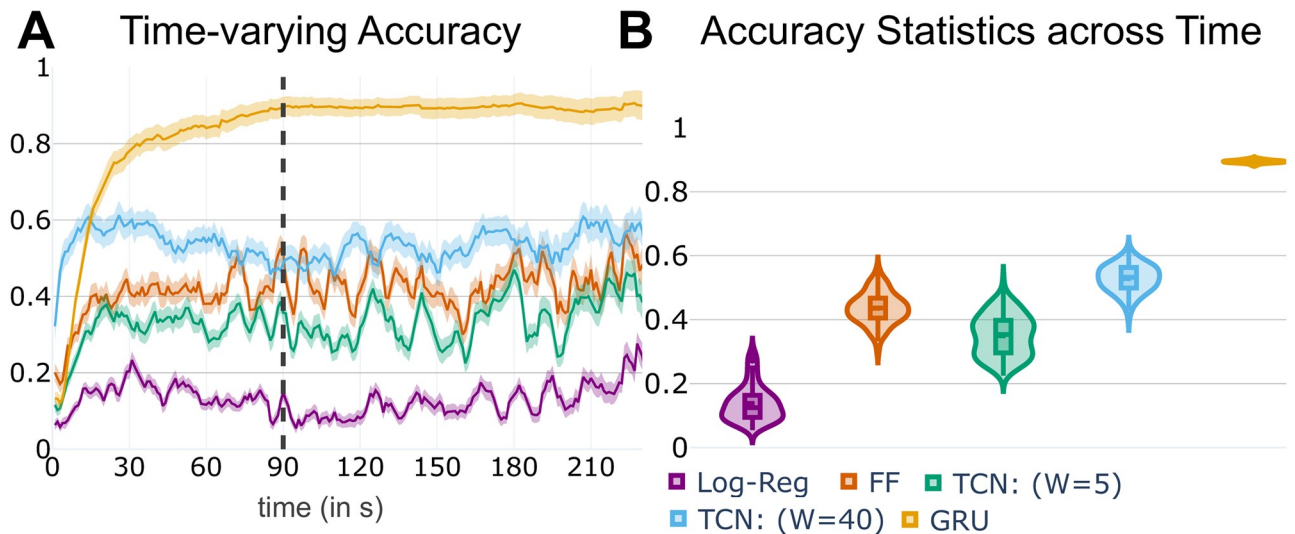 A Time-varying Accuracy
1
0.8
0.6
0.4
0.2
0
0 30 60 90 120 150 180 210
time (in s)
B Accuracy Statistics across Time
1
0.8
0.6
0.4
0.2
0
Log-Reg FF TCN: (W=5)
TCN: (W=40) GRU